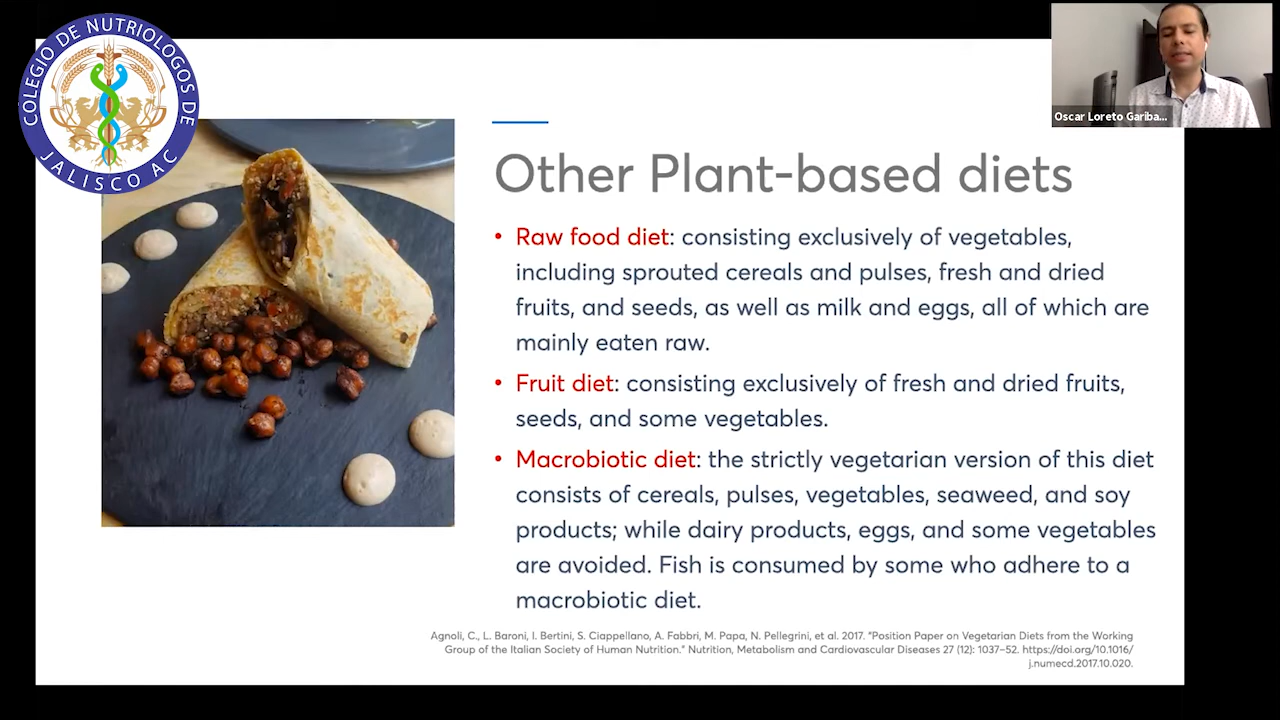 COLEGIO DE NUTRIOLOGOS DE
JALISCO AC
Oscar Loreto Gariba...
Other Plant-based diets
• Raw food diet: consisting exclusively of vegetables,
including sprouted cereals and pulses, fresh and dried
fruits, and seeds, as well as milk and eggs, all of which are
mainly eaten raw.
• Fruit diet: consisting exclusively of fresh and dried fruits,
seeds, and some vegetables.
• Macrobiotic diet: the strictly vegetarian version of this diet
consists of cereals, pulses, vegetables, seaweed, and soy
products; while dairy products, eggs, and some vegetables
are avoided. Fish is consumed by some who adhere to a
macrobiotic diet.
Agnoli, C., L. Baroni, I. Bertini, S. Ciappellano, A. Fabbri, M. Papa, N. Pellegrini, et al. 2017. "Position Paper on Vegetarian Diets from the Working
Group of the Italian Society of Human Nutrition." Nutrition, Metabolism and Cardiovascular Diseases 27 (12): 1037–52. https://doi.org/10.1016/
j.numecd.2017.10.020.